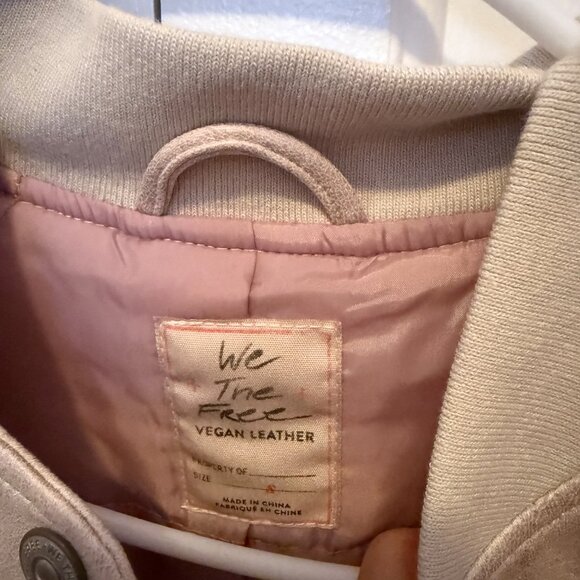 We
The
Free
VEGAN LEATHER
PROPERTY OF
SIZE S
MADE IN CHINA
FABRIQUÉ EN CHINE